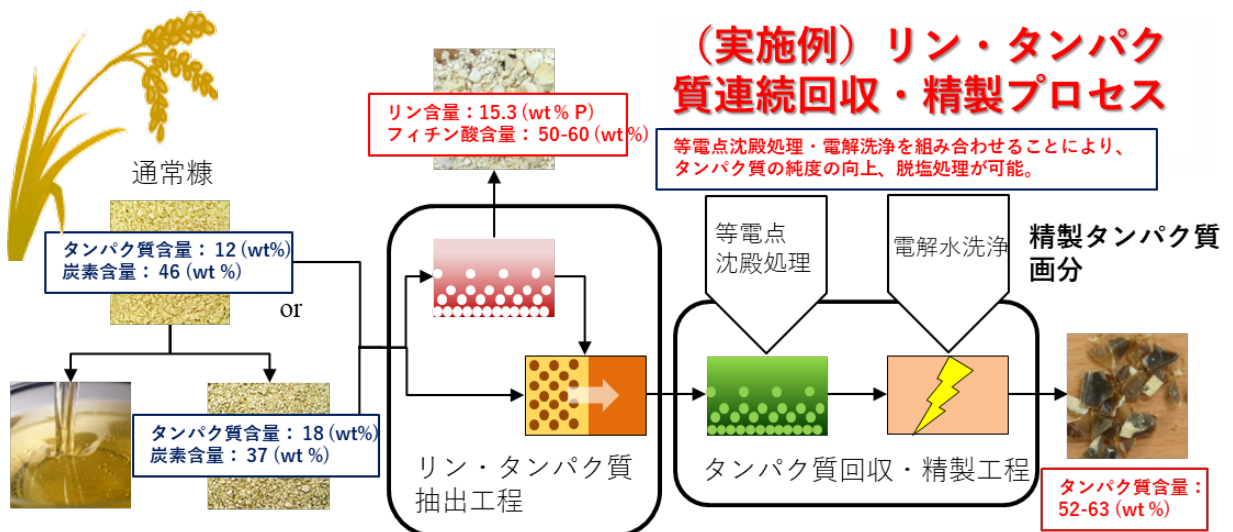 （実施例）リン・タンパク
質連続回収・精製プロセス
リン含量：15.3 (wt % P)
フィチン酸含量： 50-60 (wt %)
等電点沈殿処理・電解洗浄を組み合わせることにより、
タンパク質の純度の向上、脱塩処理が可能。
通常糠
タンパク質含量： 12 (wt%)
炭素含量： 46 (wt %)
or
タンパク質含量： 18 (wt%)
炭素含量： 37 (wt %)
リン・タンパク質
抽出工程
等電点
沈殿処理
電解水洗浄
精製タンパク質
画分
タンパク質回収・精製工程
タンパク質含量：
52-63 (wt %)